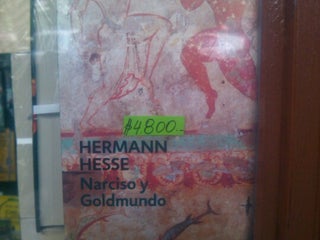 $4800.-
HERMANN
HESSE
Narciso y
Goldmundo